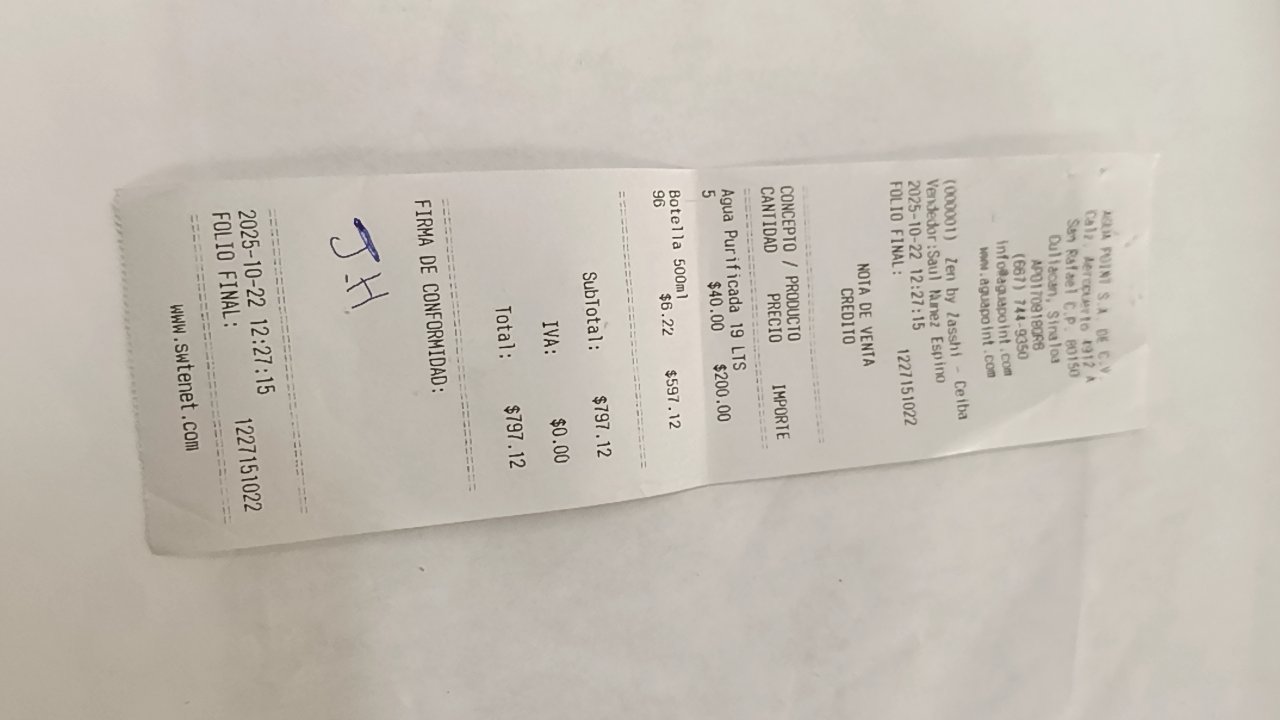 AGUA POINT S.A. DE C.V.
Calz. Aeropuerto 4912 A
San Rafael C.P. 80150
Culiacan, Sinaloa
(667) 744-9350
info@aguapoint.com
www.aguapoint.com
NOTA DE VENTA
CREDITO
(000001) Zen by Zasshi - Ceiba
Vendedor:Saul Nunez Espino
2025-10-22 12:27:15
FOLIO FINAL: 1227151022
CONCEPTO / PRODUCTO
CANTIDAD PRECIO IMPORTE
Agua Purificada 19 LTS
5 $40.00 $200.00
Botella 500ml
96 $6.22 $597.12
SubTotal: $797.12
IVA: $0.00
Total: $797.12
FIRMA DE CONFORMIDAD:
J-H
2025-10-22 12:27:15
FOLIO FINAL: 1227151022
www.swtenet.com